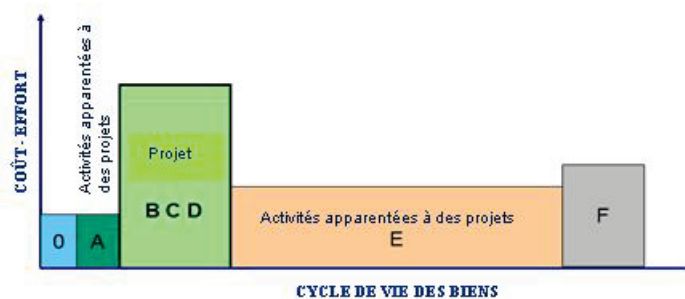 COÛT- EFFORT
Activités apparentées à
des projets
0
A
Projet
B C D
Activités apparentées à des projets
E
F
CYCLE DE VIE DES BIENS